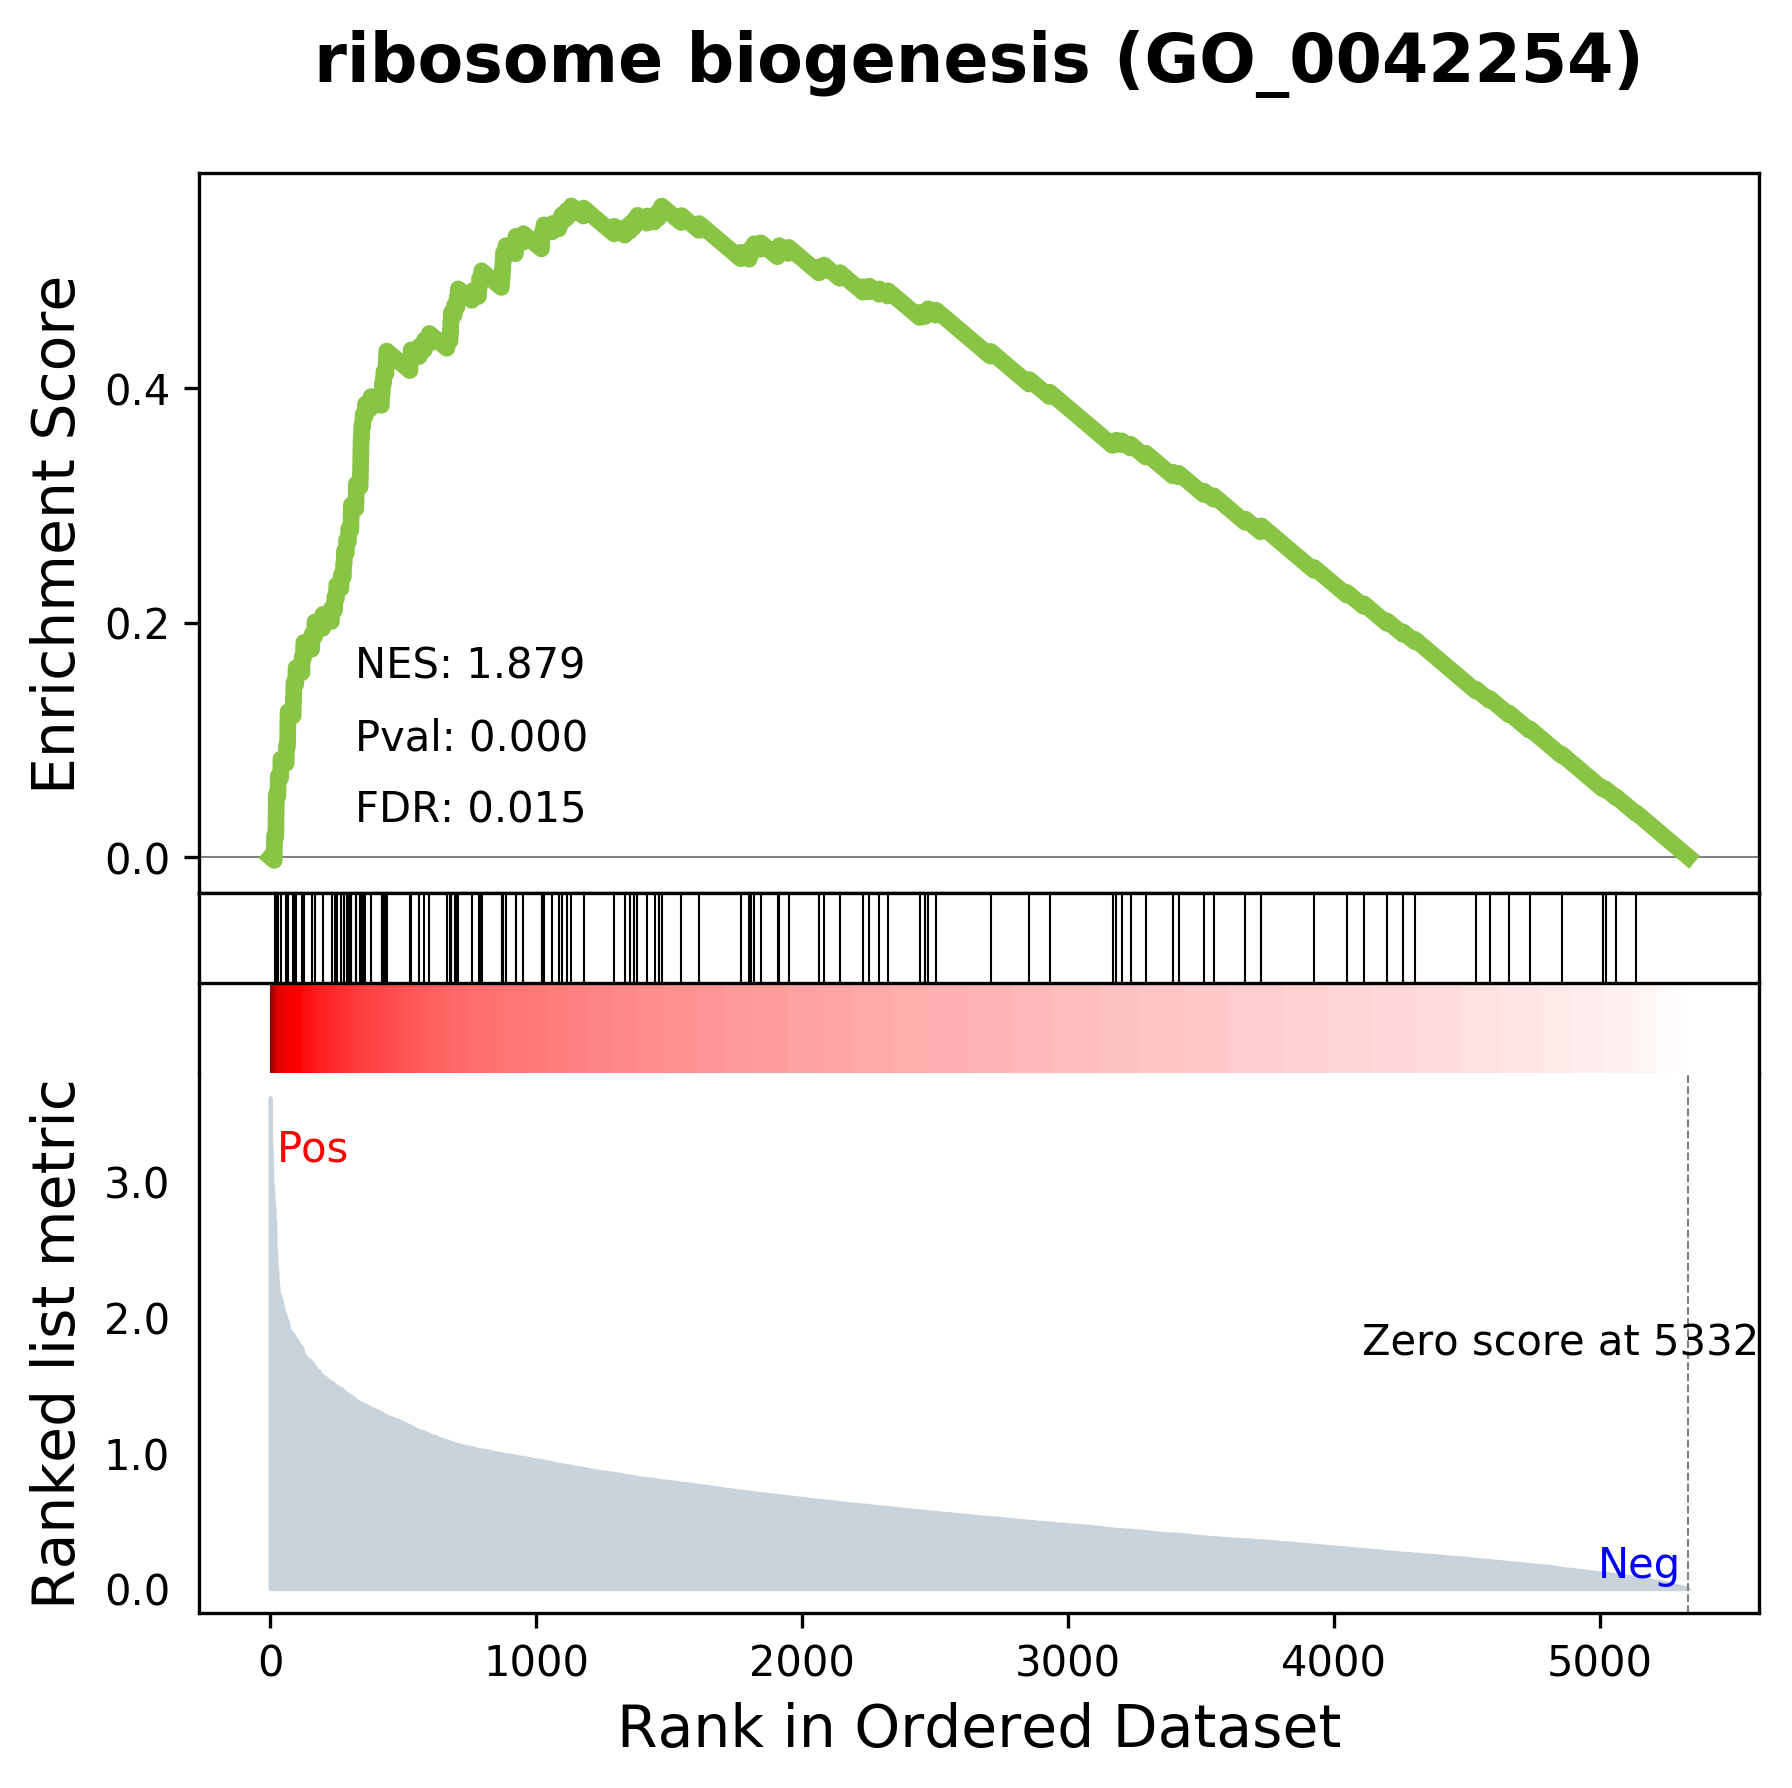 ribosome biogenesis (GO_0042254)
Enrichment Score
0.4
0.2
0.0
NES: 1.879
Pval: 0.000
FDR: 0.015
Ranked list metric
3.0
2.0
1.0
0.0
Pos
Zero score at 5332
Neg
0 1000 2000 3000 4000 5000
Rank in Ordered Dataset